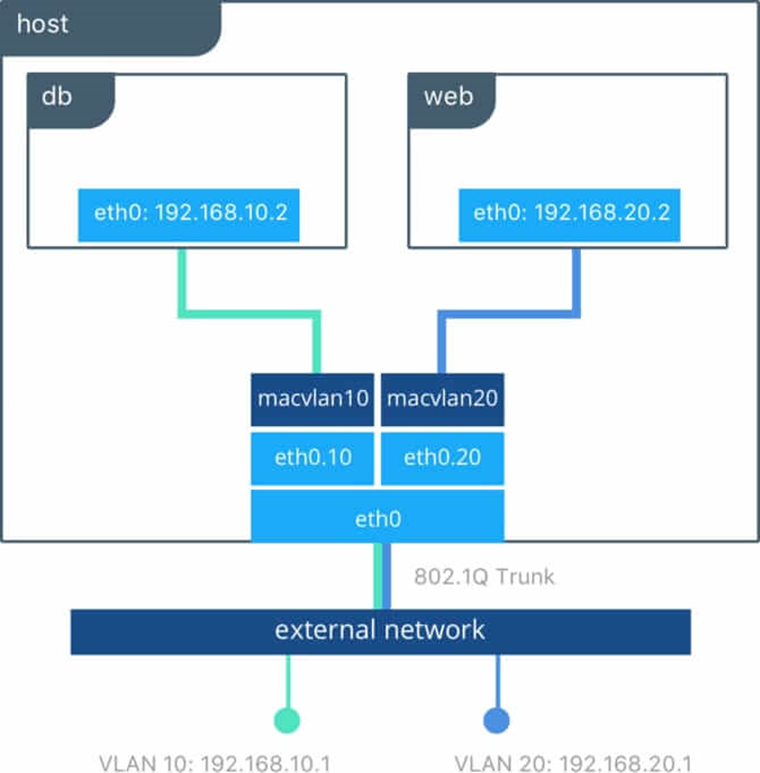 host
db
web
eth0: 192.168.10.2
eth0: 192.168.20.2
macvlan10
macvlan20
eth0.10
eth0.20
eth0
802.1Q Trunk
external network
VLAN 10: 192.168.10.1
VLAN 20: 192.168.20.1